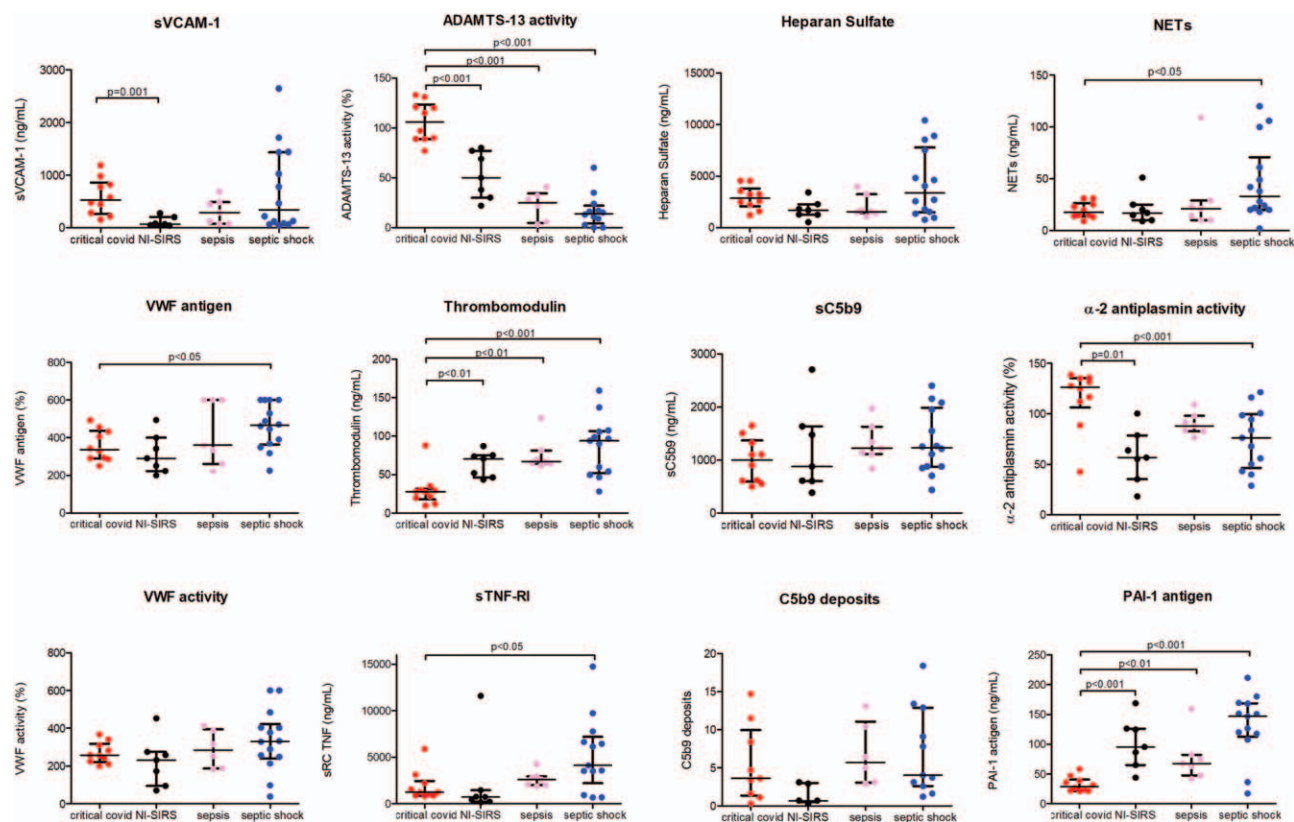 sVCAM-1
sVCAM-1 (ng/mL)
3000
2000
1000
0
p=0.001
critical covid NI-SIRS sepsis septic shock
ADAMTS-13 activity
ADAMTS-13 activity (%)
p<0.001
p<0.001
p<0.001
150
100
50
0
critical covid NI-SIRS sepsis septic shock
Heparan Sulfate
Heparan Sulfate (ng/mL)
15000
10000
5000
0
critical covid NI-SIRS sepsis septic shock
NETs
NETs (ng/mL)
150
100
50
0
p<0.05
critical covid NI-SIRS sepsis septic shock
VWF antigen
VWF antigen (%)
800
600
400
200
0
p<0.05
critical covid NI-SIRS sepsis septic shock
Thrombomodulin
Thrombomodulin (ng/mL)
p<0.001
p<0.01
p<0.01
200
150
100
50
0
critical covid NI-SIRS sepsis septic shock
sC5b9
sC5b9 (ng/mL)
3000
2000
1000
0
critical covid NI-SIRS sepsis septic shock
α-2 antiplasmin activity
α-2 antiplasmin activity (%)
p<0.001
p=0.01
150
100
50
0
critical covid NI-SIRS sepsis septic shock
VWF activity
VWF activity (%)
800
600
400
200
0
critical covid NI-SIRS sepsis septic shock
sTNF-RI
sRC TNF (ng/mL)
p<0.05
15000
10000
5000
0
critical covid NI-SIRS sepsis septic shock
C5b9 deposits
C5b9 deposits
20
15
10
5
0
critical covid NI-SIRS sepsis septic shock
PAI-1 antigen
PAI-1 antigen (ng/mL)
p<0.001
p<0.01
p<0.001
250
200
150
100
50
0
critical covid NI-SIRS sepsis septic shock